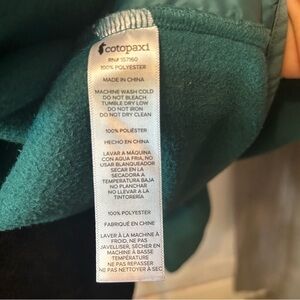 cotopaxi
RN# 157160
100% POLYESTER
MADE IN CHINA
MACHINE WASH COLD
DO NOT BLEACH
TUMBLE DRY LOW
DO NOT IRON
DO NOT DRY CLEAN
100% POLIÉSTER
HECHO EN CHINA
LAVAR A MÁQUINA
CON AGUA FRIA, NO
USAR BLANQUEADOR
SECAR EN LA
SECADORA A
TEMPERATURA BAJA
NO PLANCHAR
NO LLEVAR A LA
TINTORERÍA
100% POLYESTER
FABRIQUÉ EN CHINE
LAVER À LA MACHINE À
FROID, NE PAS
JAVELLISER, SÉCHER EN
MACHINE À BASSE
TEMPÉRATURE
NE PAS REPASSER
NE PAS NETTOYER À SEC